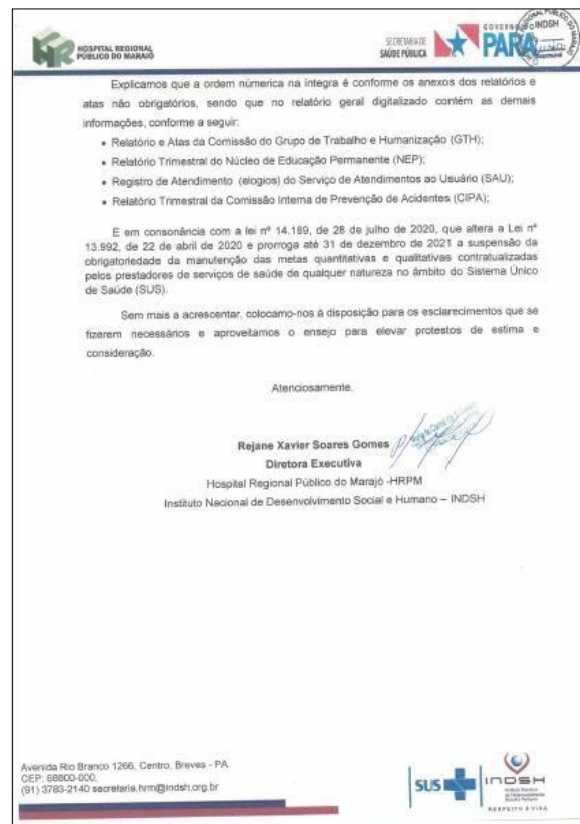 HOSPITAL REGIONAL
PÚBLICO DO MARAJÓ
SECRETARIA DE
SAÚDE PÚBLICA
GOVERNO DO
PARÁ
INDSH
Explicamos que a ordem númerica na íntegra é conforme os anexos dos relatórios e
atas não obrigatórios, sendo que no relatório geral digitalizado contém as demais
informações, conforme a seguir:
• Relatório e Atas da Comissão do Grupo de Trabalho e Humanização (GTH);
• Relatório Trimestral do Núcleo de Educação Permanente (NEP);
• Registro de Atendimento (elogios) do Serviço de Atendimentos ao Usuário (SAU);
• Relatório Trimestral da Comissão Interna de Prevenção de Acidentes (CIPA);
E em consonância com a lei nº 14.189, de 28 de julho de 2020, que altera a Lei nº
13.992, de 22 de abril de 2020 e prorroga até 31 de dezembro de 2021 a suspensão da
obrigatoriedade da manutenção das metas quantitativas e qualitativas contratualizadas
pelos prestadores de serviços de saúde de qualquer natureza no âmbito do Sistema Único
de Saúde (SUS).
Sem mais a acrescentar, colocamo-nos à disposição para os esclarecimentos que se
fizerem necessários e aproveitamos o ensejo para elevar protestos de estima e
consideração.
Atenciosamente,
Rejane Xavier Soares Gomes
Diretora Executiva
Hospital Regional Público do Marajó -HRPM
Instituto Nacional de Desenvolvimento Social e Humano – INDSH
Avenida Rio Branco 1266, Centro, Breves - PA
CEP: 68800-000,
(91) 3783-2140 secretaria.hrm@indsh.org.br
SUS
INDSH
RESPEITO À VIDA